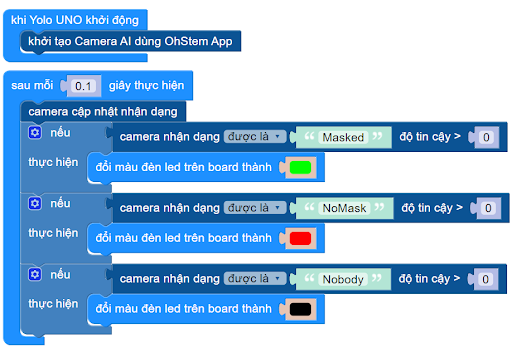 khi Yolo UNO khởi động
khởi tạo Camera AI dùng OhStem App
sau mỗi 0.1 giây thực hiện
camera cập nhật nhận dạng
nếu camera nhận dạng được là ▾ “ Masked ” độ tin cậy > 0
thực hiện đổi màu đèn led trên board thành
nếu camera nhận dạng được là ▾ “ NoMask ” độ tin cậy > 0
thực hiện đổi màu đèn led trên board thành
nếu camera nhận dạng được là ▾ “ Nobody ” độ tin cậy > 0
thực hiện đổi màu đèn led trên board thành